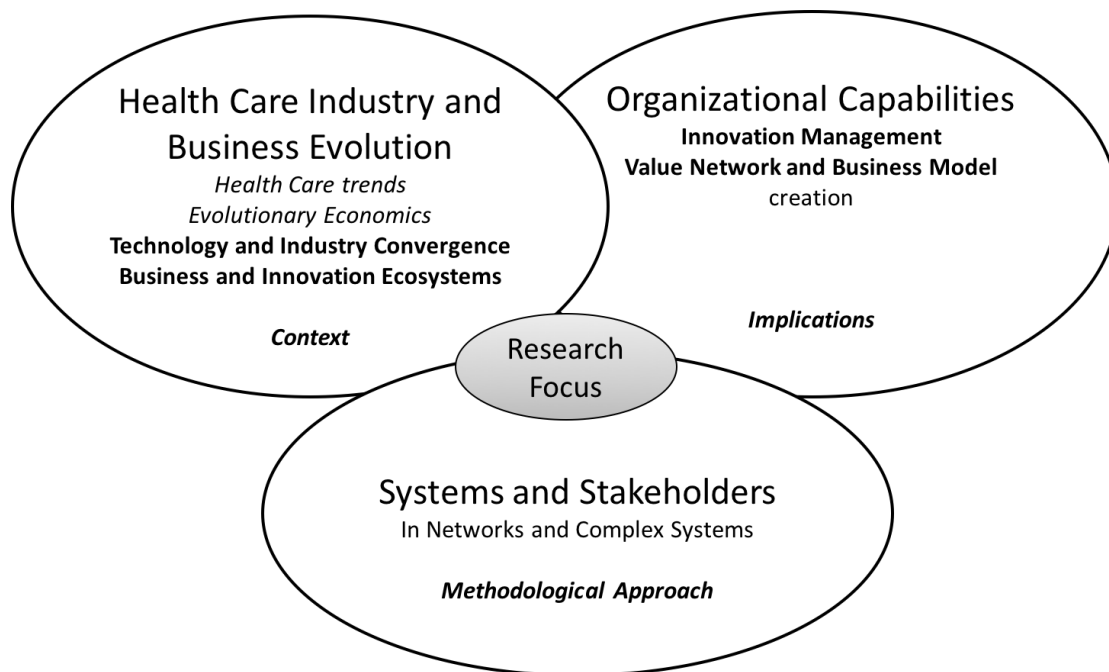 Health Care Industry and
Business Evolution
Health Care trends
Evolutionary Economics
Technology and Industry Convergence
Business and Innovation Ecosystems
Context
Organizational Capabilities
Innovation Management
Value Network and Business Model
creation
Implications
Research
Focus
Systems and Stakeholders
In Networks and Complex Systems
Methodological Approach